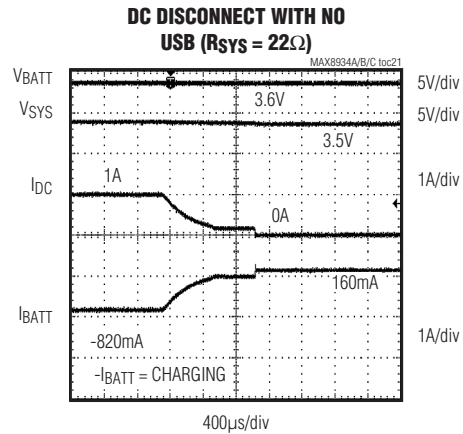 DC DISCONNECT WITH NO
USB (RSYS = 22Ω)
MAX8934A/B/C toc21
VBATT
3.6V
5V/div
VSYS
3.5V
5V/div
IDC
1A
0A
1A/div
IBATT
160mA
-820mA
1A/div
-IBATT = CHARGING
400µs/div